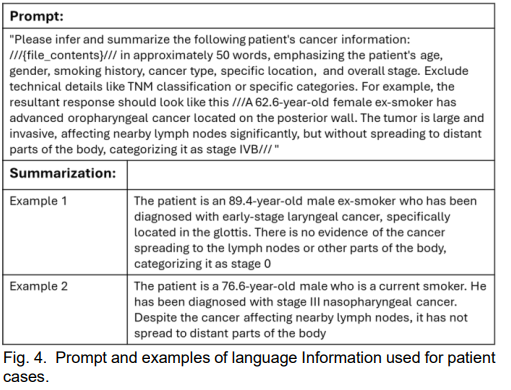 Prompt:
"Please infer and summarize the following patient's cancer information:
///{file_contents}/// in approximately 50 words, emphasizing the patient's age,
gender, smoking history, cancer type, specific location,  and overall stage. Exclude
technical details like TNM classification or specific categories. For example, the
resultant response should look like this ///A 62.6-year-old female ex-smoker has
advanced oropharyngeal cancer located on the posterior wall. The tumor is large and
invasive, affecting nearby lymph nodes significantly, but without spreading to distant
parts of the body, categorizing it as stage IVB/// "
Summarization:
Example 1
The patient is an 89.4-year-old male ex-smoker who has been
diagnosed with early-stage laryngeal cancer, specifically
located in the glottis. There is no evidence of the cancer
spreading to the lymph nodes or other parts of the body,
categorizing it as stage 0
Example 2
The patient is a 76.6-year-old male who is a current smoker. He
has been diagnosed with stage III nasopharyngeal cancer.
Despite the cancer affecting nearby lymph nodes, it has not
spread to distant parts of the body
Fig. 4.  Prompt and examples of language Information used for patient
cases.